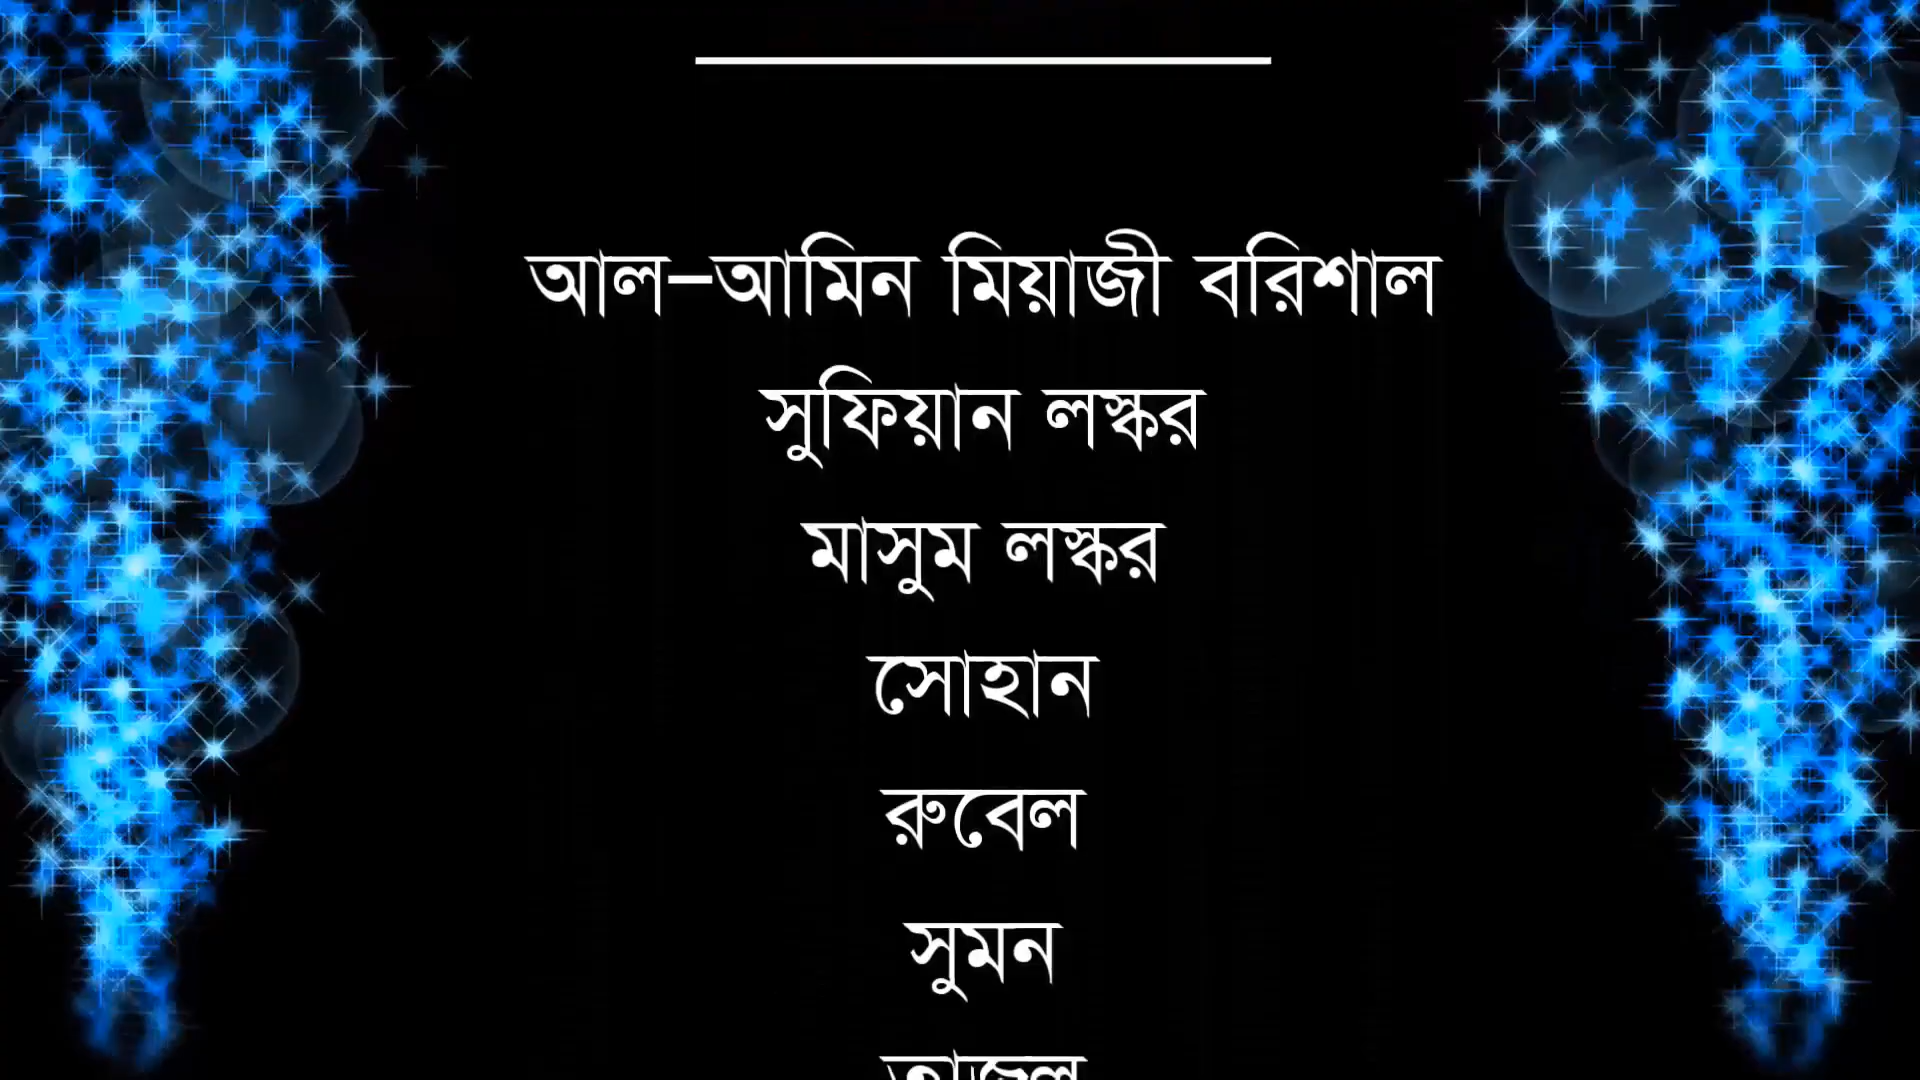 আল-আমিন মিয়াজী বরিশাল
সুফিয়ান লস্কর
মাসুম লস্কর
সোহান
রুবেল
সুমন